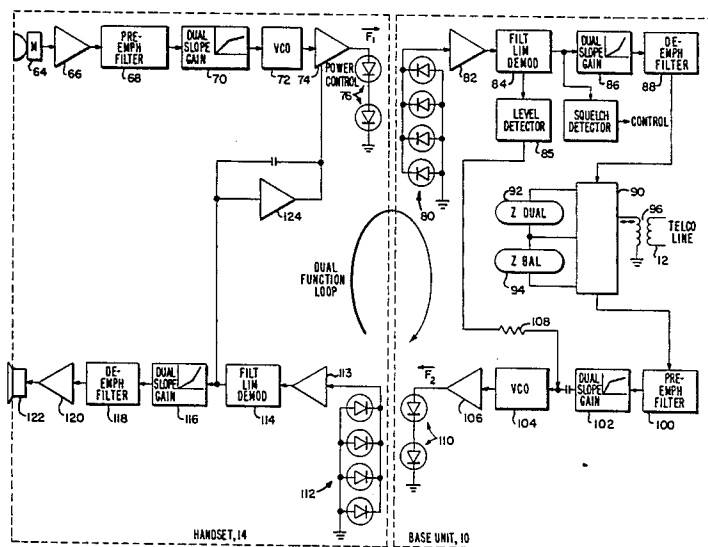 M
64
66
PRE-
EMPH
FILTER
68
DUAL
SLOPE
GAIN
70
VCO
72
74
F₁
POWER
CONTROL
76
124
DUAL
FUNCTION
LOOP
122
120
DE-
EMPH
FILTER
118
DUAL
SLOPE
GAIN
116
FILT
LIM
DEMOD
114
113
112
HANDSET, 14
82
FILT
LIM
DEMOD
84
DUAL
SLOPE
GAIN
86
DE-
EMPH
FILTER
88
LEVEL
DETECTOR
85
SQUELCH
DETECTOR
CONTROL
80
92
Z DUAL
90
96
TELCO
LINE
12
Z BAL
94
108
F₂
110
106
VCO
104
DUAL
SLOPE
GAIN
102
PRE-
EMPH
FILTER
100
BASE UNIT, 10